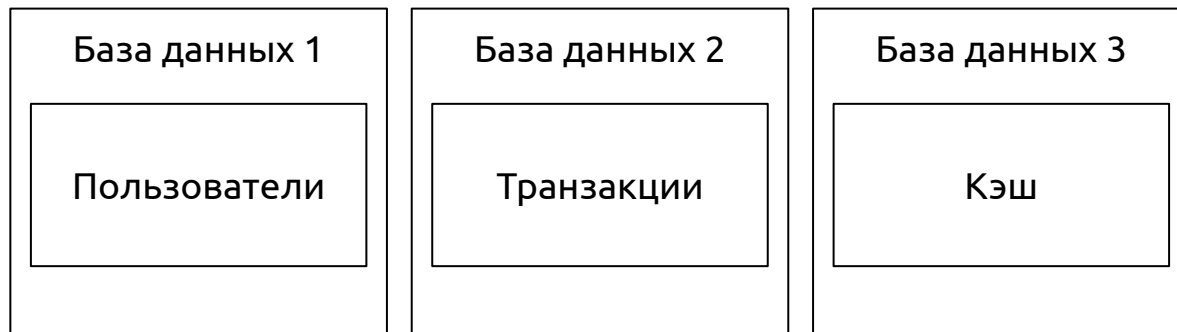 База данных 1
База данных 2
База данных 3
Пользователи
Транзакции
Кэш